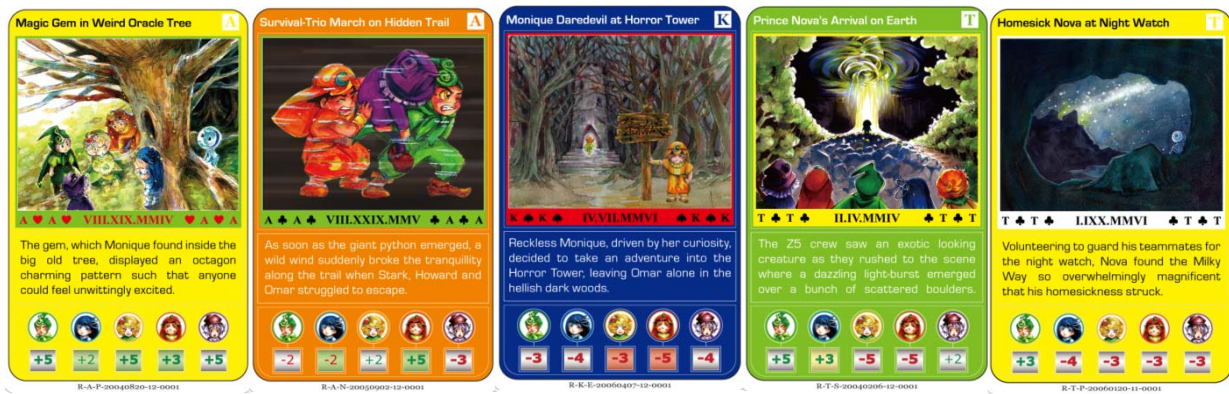 Magic Gem in Weird Oracle Tree A
A ♥ A ♥ VIII.XIX.MMIV ♥ A ♥ A
The gem, which Monique found inside the
big old tree, displayed an octagon
charming pattern such that anyone
could feel unwittingly excited.
+5 +2 +5 +3 +5
R-A-P-20040820-12-0001
Survival-Trio March on Hidden Trail A
A ♣ A ♣ VIII.XXIX.MMV ♣ A ♣ A
As soon as the giant python emerged, a
wild wind suddenly broke the tranquillity
along the trail when Stark, Howard and
Omar struggled to escape.
-2 -2 +2 +5 -3
R-A-N-20050902-12-0001
Monique Daredevil at Horror Tower K
K ♠ K ♠ IV.VII.MMVI ♠ K ♠ K
Reckless Monique, driven by her curiosity,
decided to take an adventure into the
Horror Tower, leaving Omar alone in the
hellish dark woods.
-3 -4 -3 -5 -4
R-K-E-20060407-12-0001
Prince Nova's Arrival on Earth T
T ♣ T ♣ II.IV.MMIV ♣ T ♣ T
The Z5 crew saw an exotic looking
creature as they rushed to the scene
where a dazzling light-burst emerged
over a bunch of scattered boulders.
+5 +3 -5 -5 +2
R-T-S-20040206-12-0001
Homesick Nova at Night Watch T
T ♣ T ♣ I.IXX.MMVI ♣ T ♣ T
Volunteering to guard his teammates for
the night watch, Nova found the Milky
Way so overwhelmingly magnificent
that his homesickness struck.
+3 -4 -3 -3 -3
R-T-P-20060120-11-0001